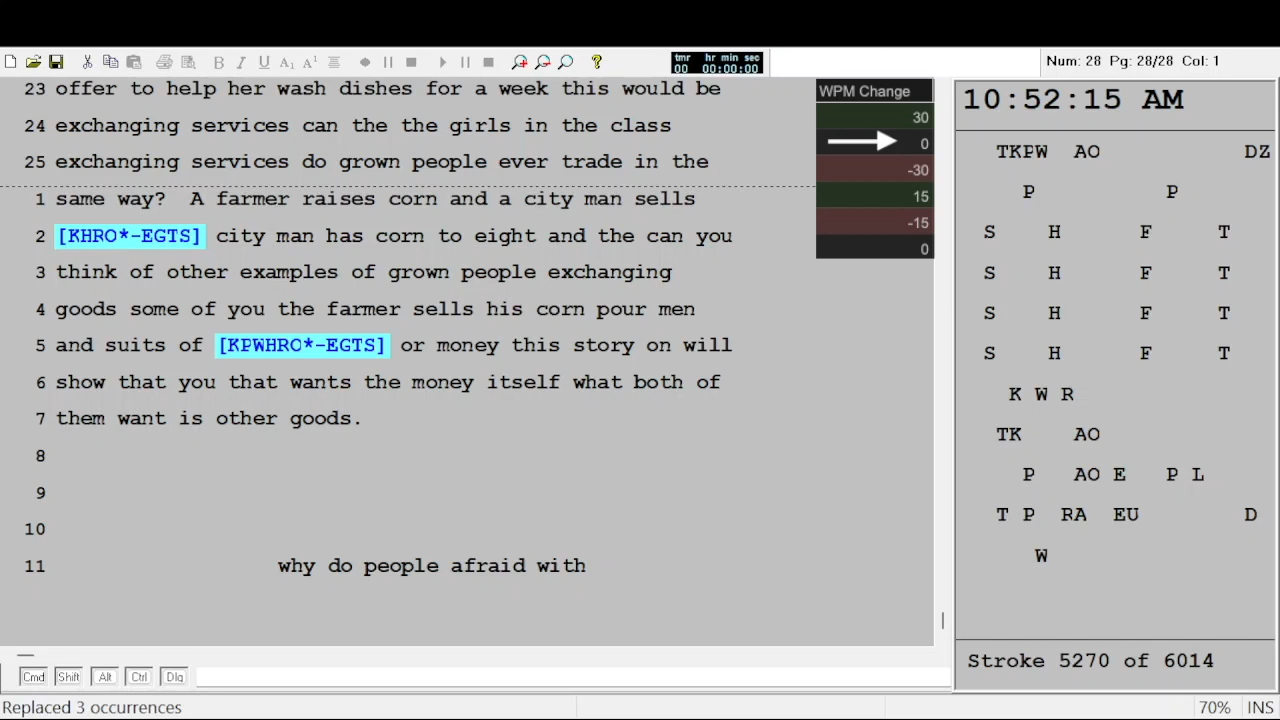 B I U A₁ A¹
tmr hr min sec
00 00:00:00
Num: 28 Pg: 28/28 Col: 1
23 offer to help her wash dishes for a week this would be
24 exchanging services can the the girls in the class
25 exchanging services do grown people ever trade in the
1 same way? A farmer raises corn and a city man sells
2 [KHRO*-EGTS] city man has corn to eight and the can you
3 think of other examples of grown people exchanging
4 goods some of you the farmer sells his corn pour men
5 and suits of [KPWHRO*-EGTS] or money this story on will
6 show that you that wants the money itself what both of
7 them want is other goods.
8
9
10
11 why do people afraid with
WPM Change
30
0
-30
15
-15
0
10:52:15 AM
TKPW AO DZ
P P
S H F T
S H F T
S H F T
S H F T
K W R
TK AO
P AO E P L
T P RA EU D
W
Stroke 5270 of 6014
Cmd Shift Alt Ctrl Dlg
Replaced 3 occurrences
70% INS